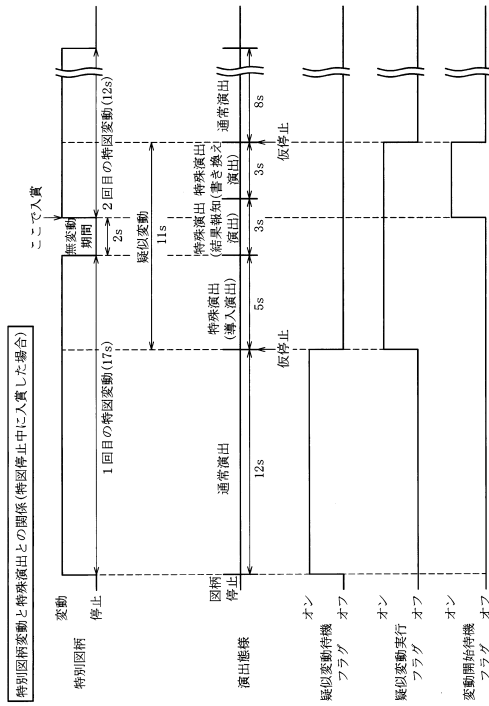 特別図柄変動と特殊演出との関係(特図停止中に入賞した場合)
ここで入賞
特別図柄
変動
停止
1回目の特図変動(17s)
無変動
期間
2s
2回目の特図変動(12s)
疑似変動
11s
演出態様
図柄
停止
通常演出
12s
特殊演出
(導入演出)
5s
特殊演出
(結果報知
演出)
3s
特殊演出
(書き換え
演出)
3s
通常演出
8s
仮停止
仮停止
疑似変動待機
フラグ
オン
オフ
疑似変動実行
フラグ
オン
オフ
変動開始待機
フラグ
オン
オフ